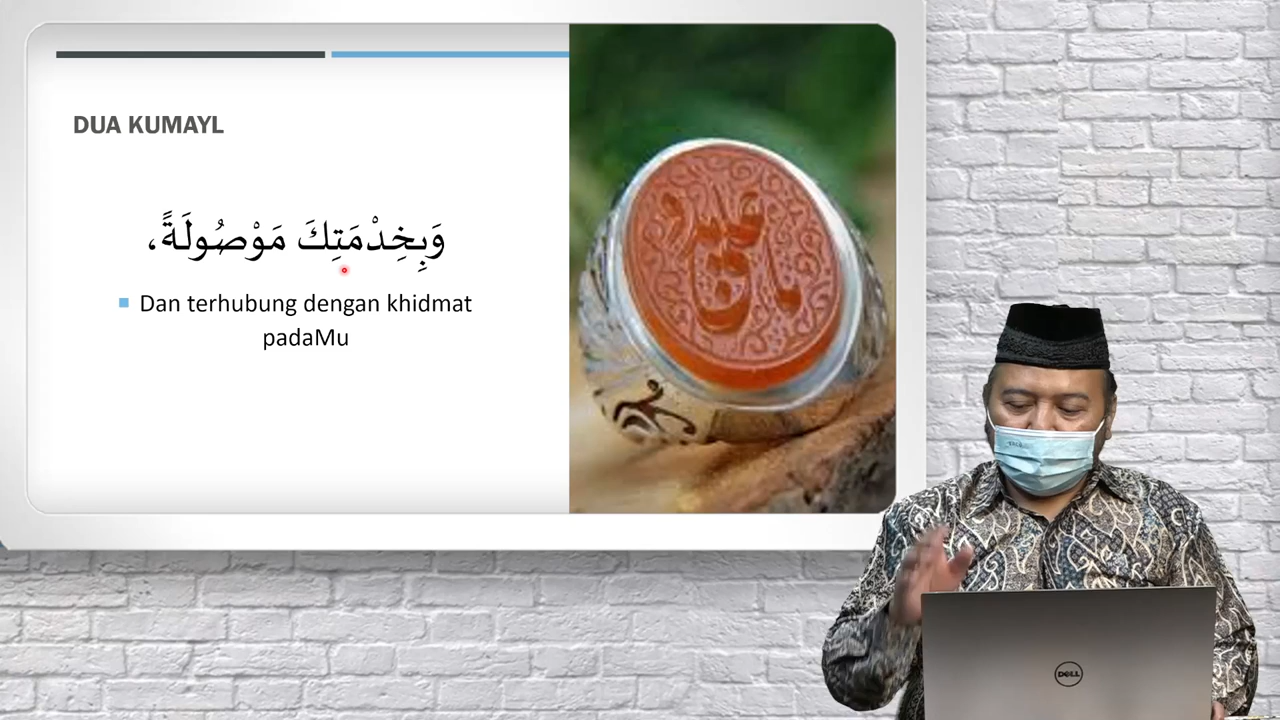 DUA KUMAYL
وَبِخِدْمَتِكَ مَوْصُولَةً،
Dan terhubung dengan khidmat
padaMu
DELL